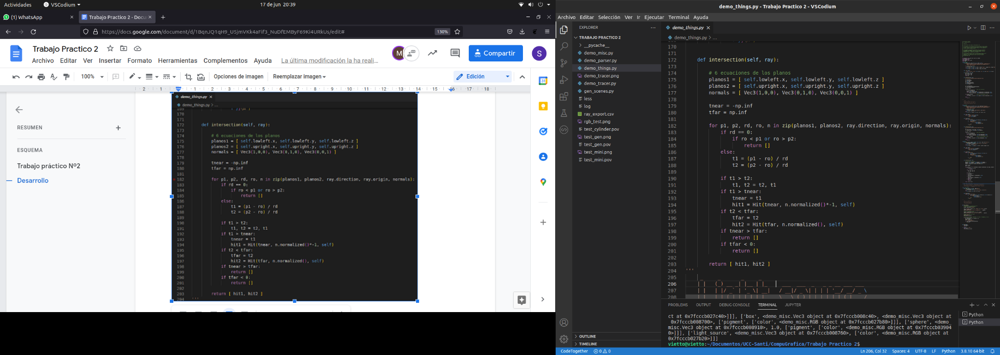 Actividades VSCodium 17 de jun 20:39
(1) WhatsApp
Trabajo Practico 2 - Docu
https://docs.google.com/document/d/1BqnJQ1qH9_USjmVKk4aFif3_NuDfEMByF69Ki4URkUs/edit#
130%
Trabajo Practico 2
M
Compartir
S
Archivo Editar Ver Insertar Formato Herramientas Complementos Ayuda La última modificación la ha reali...
100%
Opciones de imagen
Reemplazar imagen
Edición
2 1 1 2 3 4 5 6 7 8 9 10 11 12 13 14 15 16 17 18
31
RESUMEN
ESQUEMA
Trabajo práctico Nº2
Desarrollo
demo_things.py
demo_things.py > ...
169
170
171
172 def intersection(self, ray):
173
174 # 6 ecuaciones de los planos
175 planos1 = [ self.lowleft.x, self.lowleft.y, self.lowleft.z ]
176 planos2 = [ self.upright.x, self.upright.y, self.upright.z ]
177 normals = [ Vec3(1,0,0), Vec3(0,1,0), Vec3(0,0,1) ]
178
179 tnear = -np.inf
180 tfar = np.inf
181
182 for p1, p2, rd, ro, n in zip(planos1, planos2, ray.direction, ray.origin, normals):
183 if rd == 0:
184 if ro < p1 or ro > p2:
185 return []
186 else:
187 t1 = (p1 - ro) / rd
188 t2 = (p2 - ro) / rd
189
190 if t1 > t2:
191 t1, t2 = t2, t1
192 if t1 > tnear:
193 tnear = t1
194 hit1 = Hit(tnear, n.normalized()*-1, self)
195 if t2 < tfar:
196 tfar = t2
197 hit2 = Hit(tfar, n.normalized(), self)
198 if tnear > tfar:
199 return []
200 if tfar < 0:
201 return []
202
203 return [ hit1, hit2 ]
204 '''
demo_things.py - Trabajo Practico 2 - VSCodium
Archivo Editar Selección Ver Ir Ejecutar Terminal Ayuda
EXPLORER
TRABAJO PRACTICO 2
__pycache__
demo_misc.py
demo_parser.py
demo_things.py
demo_tracer.png
demo_tracer.py
gen_scenes.py
less
log
ray_export.csv
rgb_test.png
test_cylinder.pov
test_gen.png
test_gen.pov
test_mini.png
test_mini.pov
OUTLINE
TIMELINE
demo_things.py
demo_things.py > ...
170
171
172 def intersection(self, ray):
173
174 # 6 ecuaciones de los planos
175 planos1 = [ self.lowleft.x, self.lowleft.y, self.lowleft.z ]
176 planos2 = [ self.upright.x, self.upright.y, self.upright.z ]
177 normals = [ Vec3(1,0,0), Vec3(0,1,0), Vec3(0,0,1) ]
178
179 tnear = -np.inf
180 tfar = np.inf
181
182 for p1, p2, rd, ro, n in zip(planos1, planos2, ray.direction, ray.origin, normals):
183 if rd == 0:
184 if ro < p1 or ro > p2:
185 return []
186 else:
187 t1 = (p1 - ro) / rd
188 t2 = (p2 - ro) / rd
189
190 if t1 > t2:
191 t1, t2 = t2, t1
192 if t1 > tnear:
193 tnear = t1
194 hit1 = Hit(tnear, n.normalized()*-1, self)
195 if t2 < tfar:
196 tfar = t2
197 hit2 = Hit(tfar, n.normalized(), self)
198 if tnear > tfar:
199 return []
200 if tfar < 0:
201 return []
202
203 return [ hit1, hit2 ]
204 '''
205
206
207
208
PROBLEMS OUTPUT DEBUG CONSOLE TERMINAL JUPYTER
ct at 0x7fcccb027c40>]]], ['box', <demo_misc.Vec3 object at 0x7fcccb008c40>, <demo_misc.Vec3 object at
0x7fcccb008700>, ['pigment', ['color', <demo_misc.RGB object at 0x7fcccb027b80>]]], ['sphere', <demo_
misc.Vec3 object at 0x7fcccb008910>, 1.0, ['pigment', ['color', <demo_misc.RGB object at 0x7fcccb03904
0>]]], ['light_source', <demo_misc.Vec3 object at 0x7fcccb008760>, ['color', <demo_misc.RGB object at
0x7fcccb027b20>]]]
vietto@vietto:~/Documentos/UCC-Santi/CompuGrafica/Trabajo Practico 2$
Python
Python
CodeTogether 0 0 Ln 206, Col 32 Spaces: 4 UTF-8 LF Python 3.8.10 64-bit